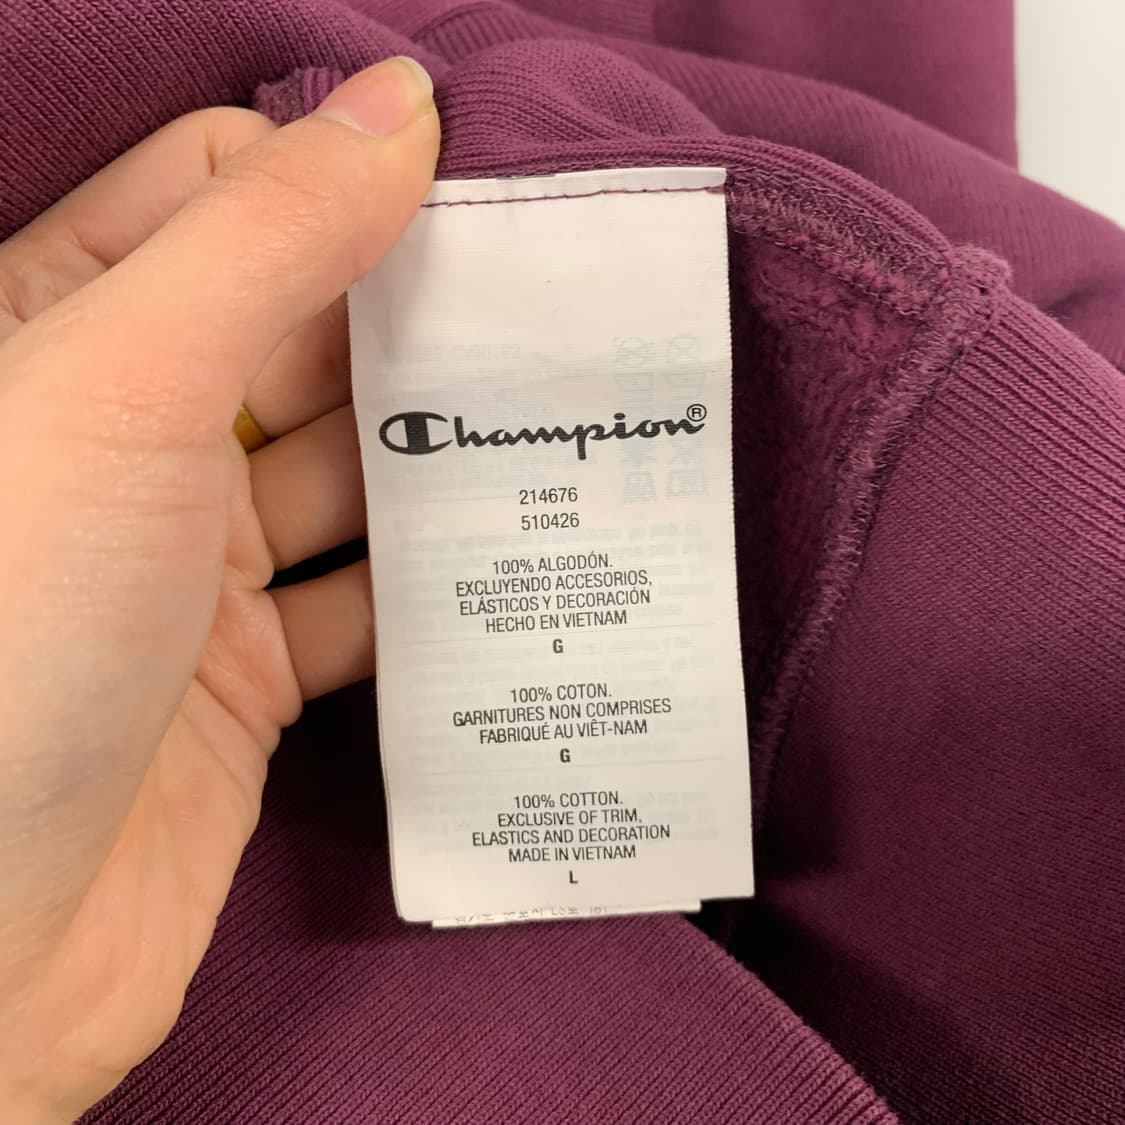 Champion®
214676
510426
100% ALGODÓN.
EXCLUYENDO ACCESORIOS,
ELÁSTICOS Y DECORACIÓN
HECHO EN VIETNAM
G
100% COTON.
GARNITURES NON COMPRISES
FABRIQUÉ AU VIÊT-NAM
G
100% COTTON.
EXCLUSIVE OF TRIM,
ELASTICS AND DECORATION
MADE IN VIETNAM
L